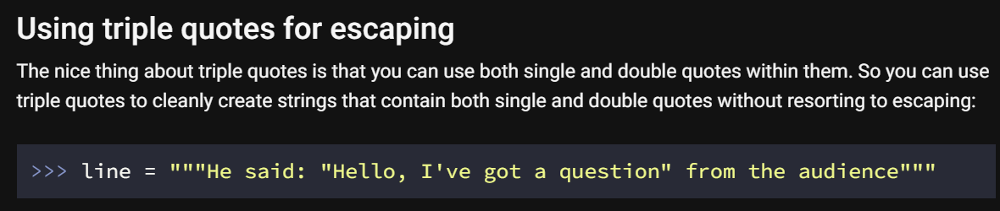 Using triple quotes for escaping
The nice thing about triple quotes is that you can use both single and double quotes within them. So you can use
triple quotes to cleanly create strings that contain both single and double quotes without resorting to escaping:
>>> line = """He said: "Hello, I've got a question" from the audience"""